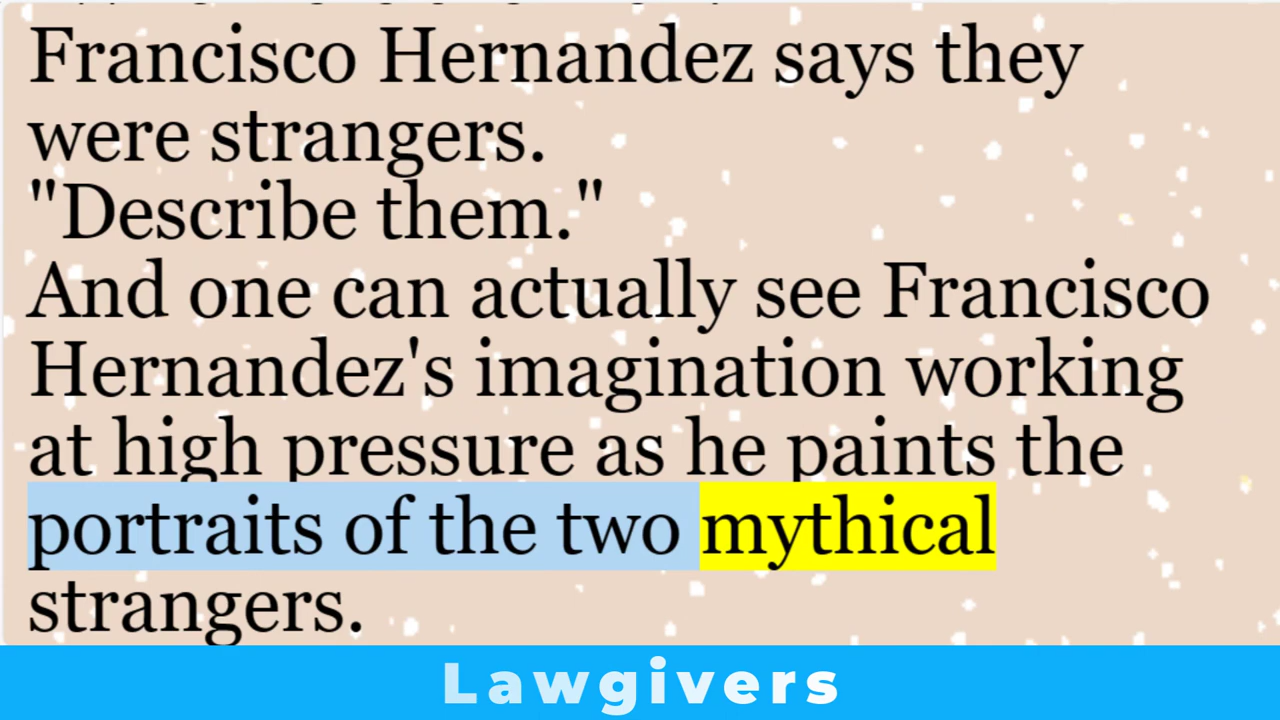 Francisco Hernandez says they
were strangers.
"Describe them."
And one can actually see Francisco
Hernandez's imagination working
at high pressure as he paints the
portraits of the two mythical
strangers.
Lawgivers